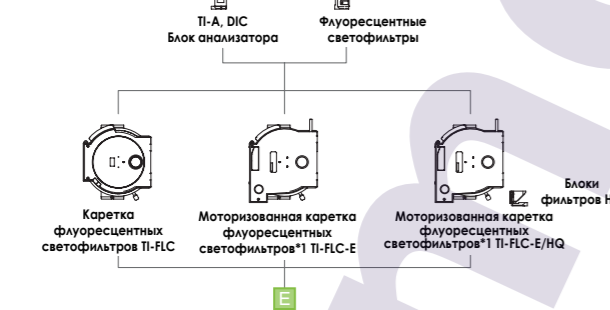 TI-A, DIC
Блок анализатора
Флуоресцентные
светофильтры
Каретка
флуоресцентных
светофильтров TI-FLC
Моторизованная каретка
флуоресцентных
светофильтров*1 TI-FLC-E
Моторизованная каретка
флуоресцентных
светофильтров*1 TI-FLC-E/HQ
Блоки
фильтров
E